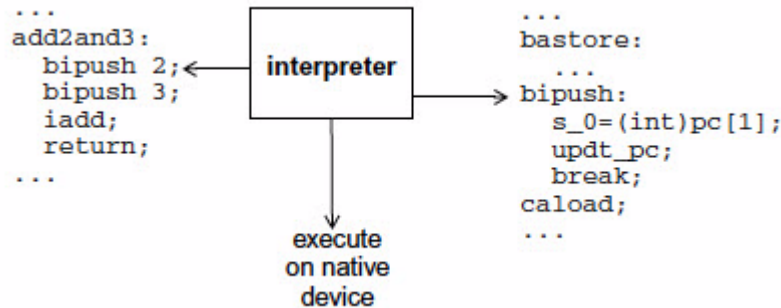 ...
add2and3:
bipush 2;
bipush 3;
iadd;
return;
...
interpreter
execute
on native
device
...
bastore:
...
bipush:
s_0=(int)pc[1];
updt_pc;
break;
caload;
...